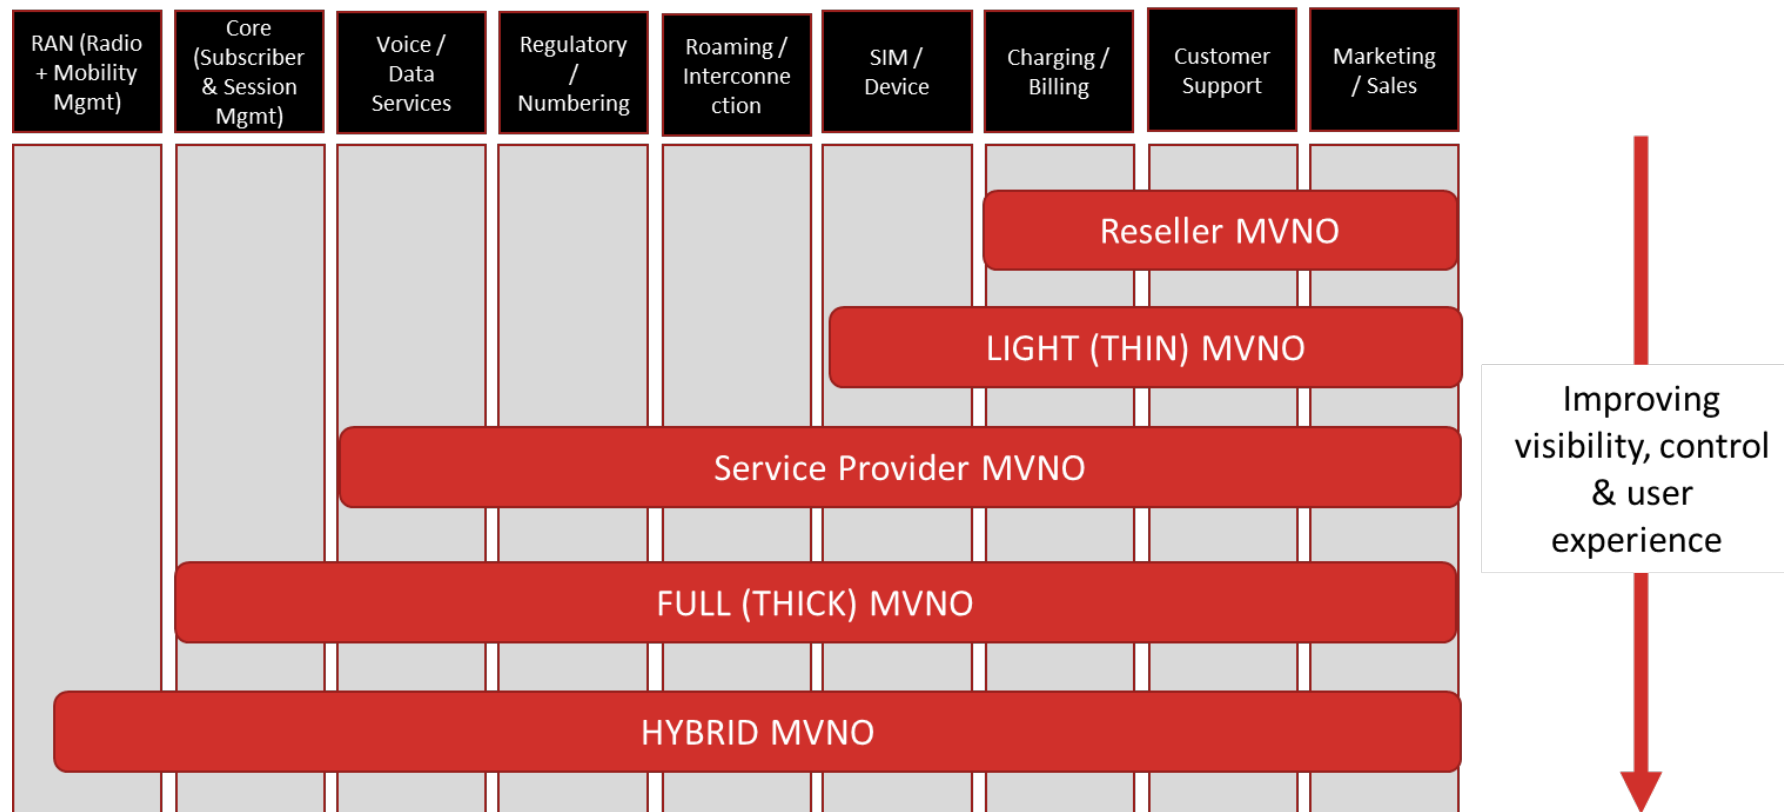 RAN (Radio
+ Mobility
Mgmt)
Core
(Subscriber
& Session
Mgmt)
Voice /
Data
Services
Regulatory
/
Numbering
Roaming /
Interconne
ction
SIM /
Device
Charging /
Billing
Customer
Support
Marketing
/ Sales
Reseller MVNO
LIGHT (THIN) MVNO
Service Provider MVNO
FULL (THICK) MVNO
HYBRID MVNO
Improving
visibility, control
& user
experience